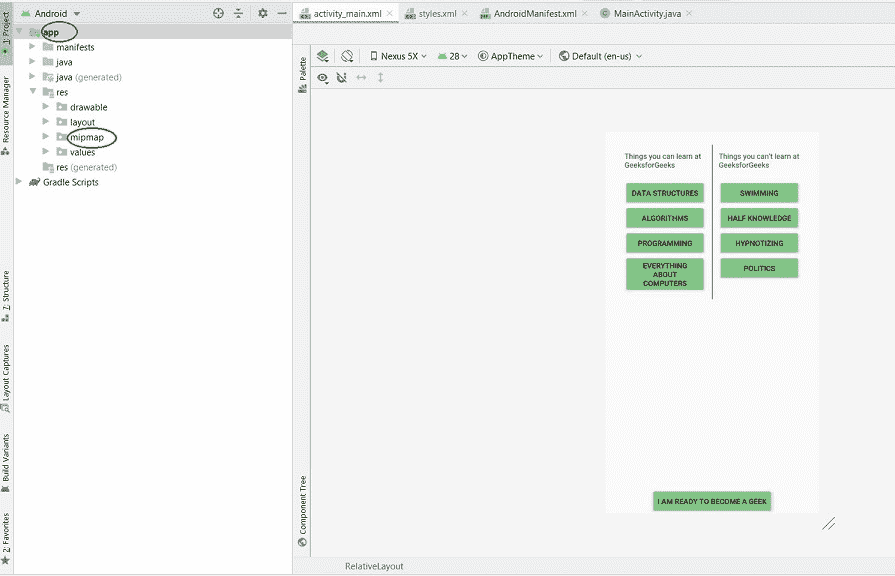 Android
activity_main.xml
styles.xml
AndroidManifest.xml
MainActivity.java
1: Project
Resource Manager
7: Structure
Layout Captures
Build Variants
2: Favorites
app
manifests
java
java (generated)
res
drawable
layout
mipmap
values
res (generated)
Gradle Scripts
Palette
Component Tree
Nexus 5X
28
AppTheme
Default (en-us)
Things you can learn at
GeeksforGeeks
DATA STRUCTURES
ALGORITHMS
PROGRAMMING
EVERYTHING
ABOUT
COMPUTERS
Things you can't learn at
GeeksforGeeks
SWIMMING
HALF KNOWLEDGE
HYPNOTIZING
POLITICS
I AM READY TO BECOME A GEEK
RelativeLayout